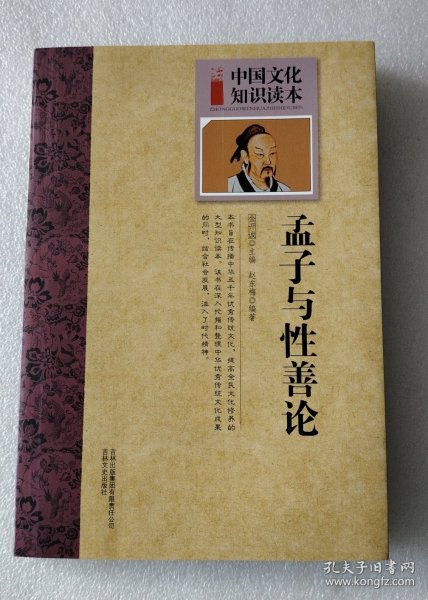 中国文化
知识读本
ZHONGGUOWENHUAZHISHIDUBEN
孟子与性善论
金开诚◎主编 赵东梅◎编著
本书旨在传播中华五千年优秀传统文化，提高全民文化修养的
大型知识读本。该书在深入挖掘和整理中华优秀传统文化成果
的同时，结合社会发展，注入了时代精神。
吉林出版集团有限责任公司
吉林文史出版社
孔夫子旧书网
www.kongfz.com